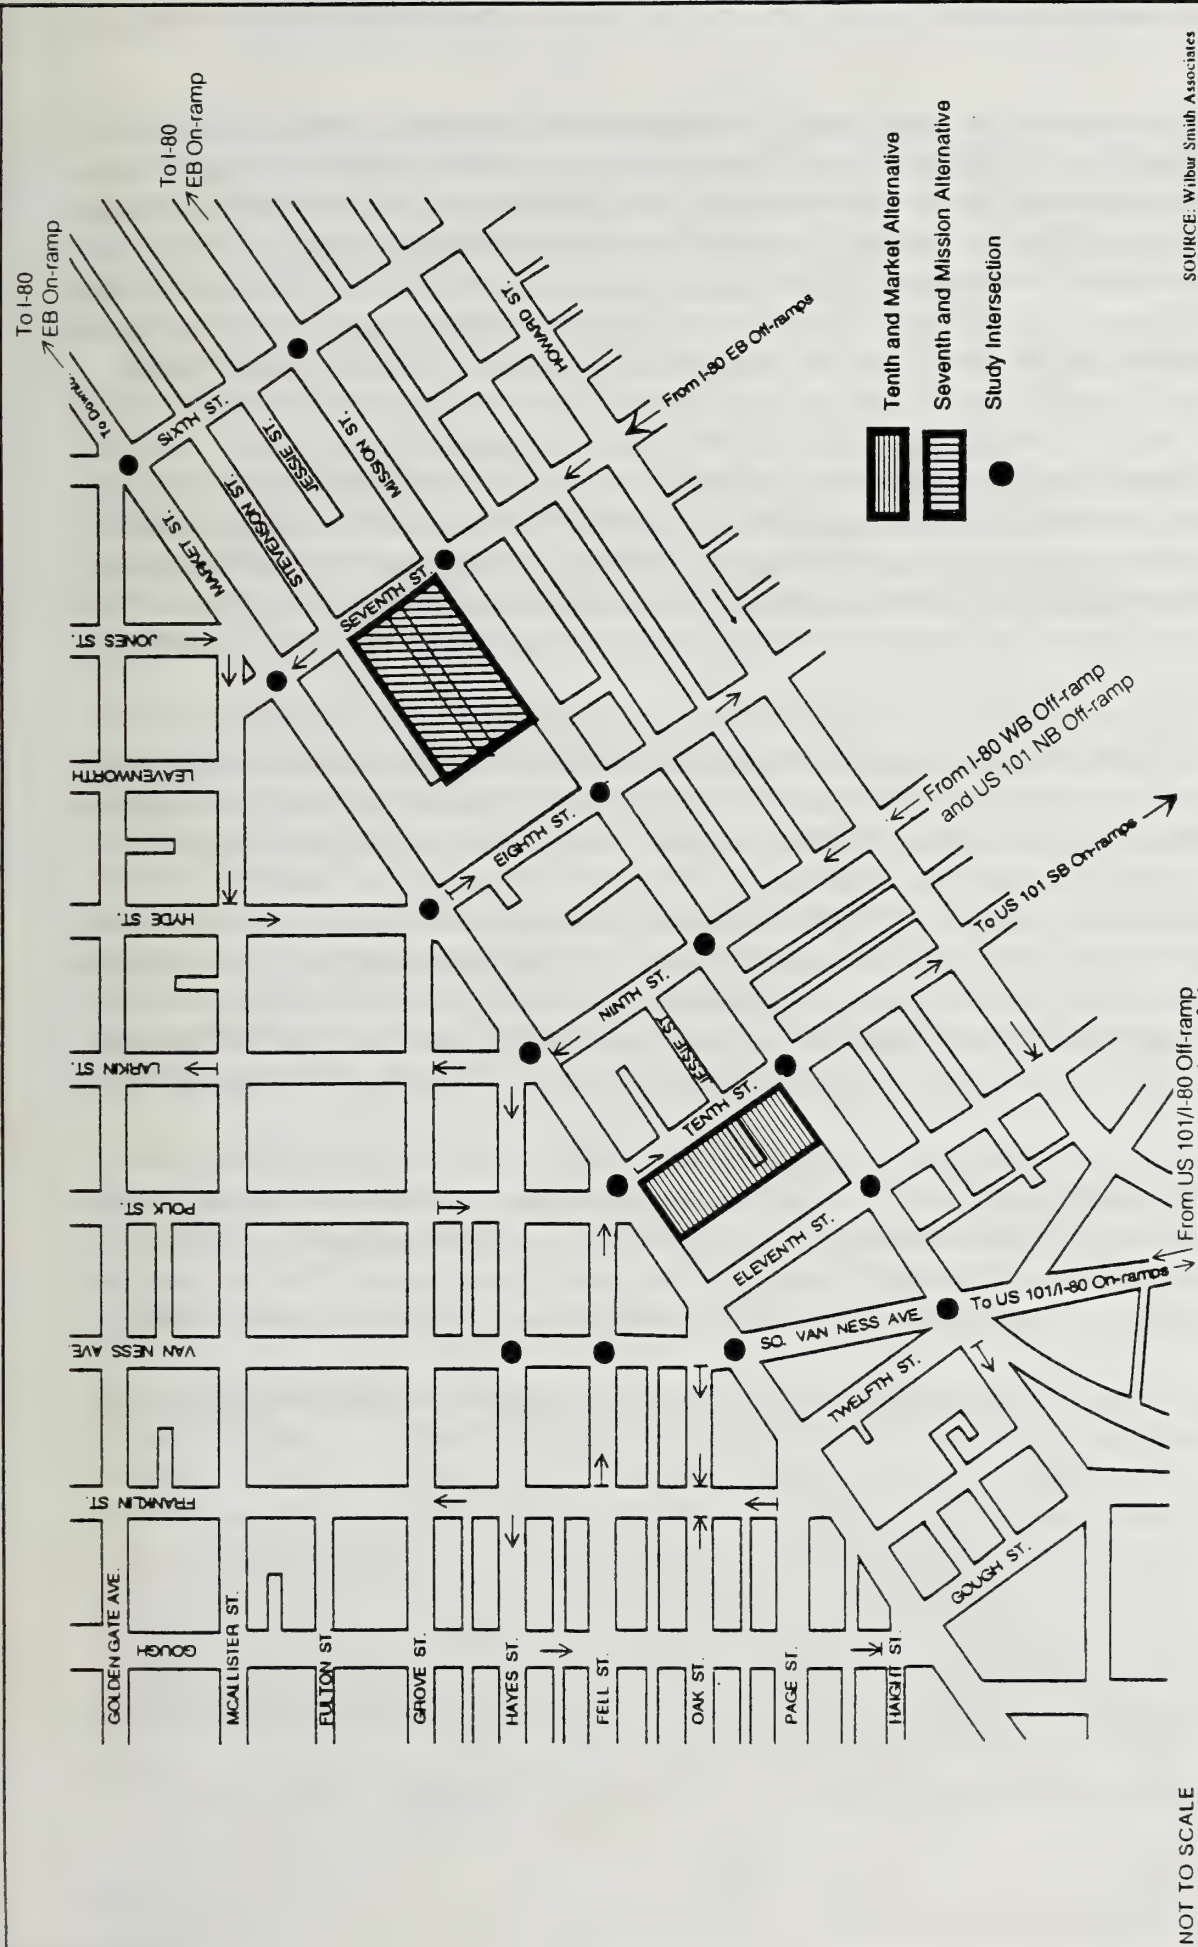 To I-80
EB On-ramp
To I-80
EB On-ramp
SIXTH ST.
JESSIE ST.
MISSION ST.
STEVENSON ST.
MARKET ST.
HOWARD ST.
From I-80 EB Off-ramps
JONES ST.
SEVENTH ST.
LEAVENWORTH
HYDE ST.
EIGHTH ST.
From I-80 WB Off-ramp
and US 101 NB Off-ramp
To US 101 SB On-ramps
LARKIN ST.
NINTH ST.
JESSIE ST
TENTH ST.
POLK ST.
ELEVENTH ST.
From US 101/I-80 Off-ramp
To US 101/I-80 On-ramps
VAN NESS AVE.
SO. VAN NESS AVE.
TWELFTH ST.
FRANKLIN ST.
GOUGH ST.
GOUGH
GOLDEN GATE AVE.
MCALLISTER ST.
FULTON ST
GROVE ST.
HAYES ST.
FELL ST.
OAK ST.
PAGE ST.
HAIGHT ST.
Tenth and Market Alternative
Seventh and Mission Alternative
Study Intersection
SOURCE: Wilbur Smith Associates
NOT TO SCALE